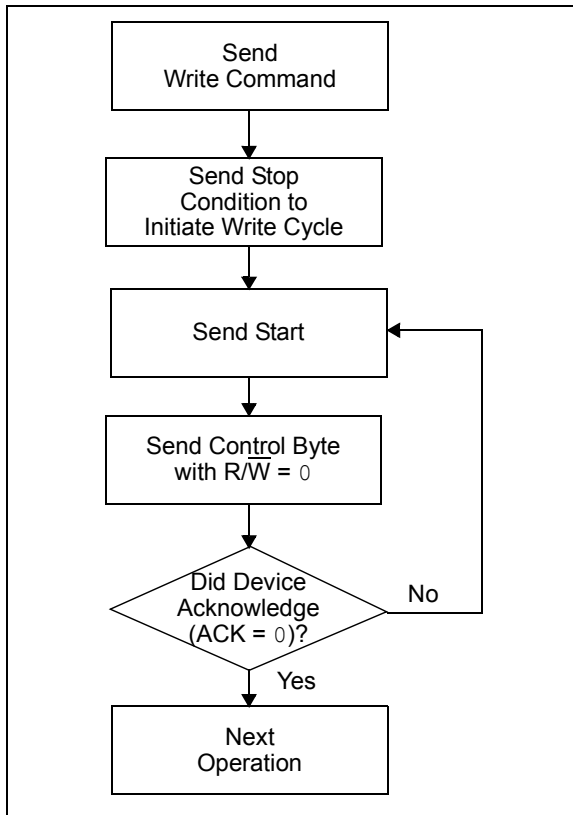 Send
Write Command
Send Stop
Condition to
Initiate Write Cycle
Send Start
Send Control Byte
with R/W̅ = 0
Did Device
Acknowledge
(ACK = 0)?
No
Yes
Next
Operation